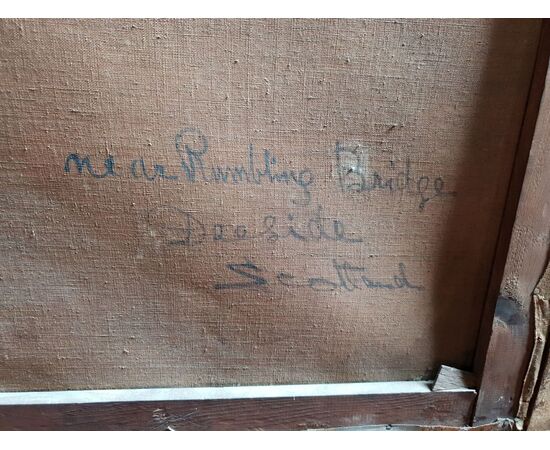 near Rumbling Bridge
Deeside
Scotland